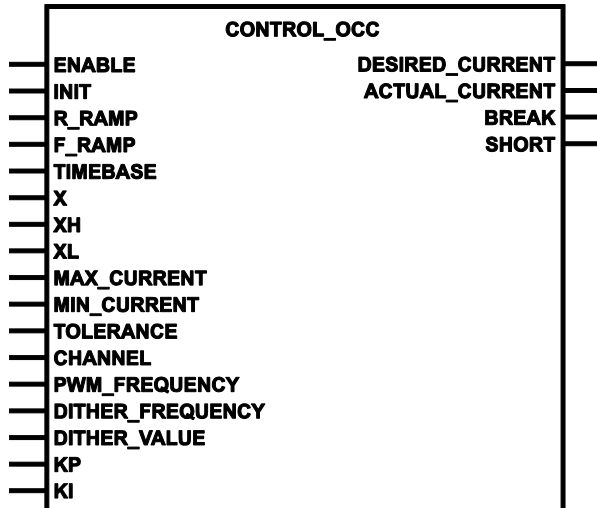 CONTROL_OCC
ENABLE DESIRED_CURRENT
INIT ACTUAL_CURRENT
R_RAMP BREAK
F_RAMP SHORT
TIMEBASE
X
XH
XL
MAX_CURRENT
MIN_CURRENT
TOLERANCE
CHANNEL
PWM_FREQUENCY
DITHER_FREQUENCY
DITHER_VALUE
KP
KI